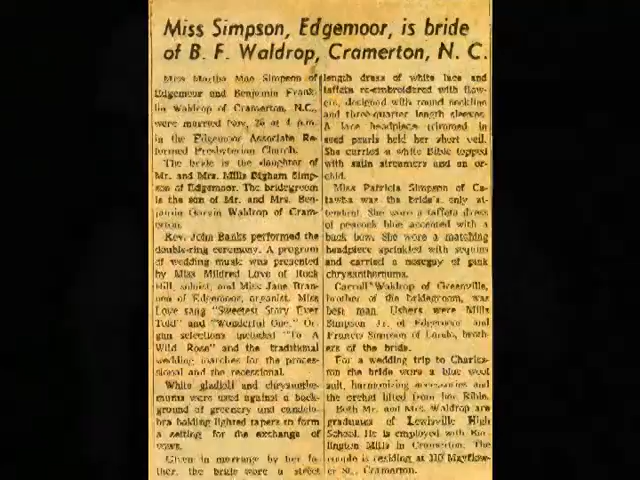 Miss Simpson, Edgemoor, is bride
of B. F. Waldrop, Cramerton, N. C.
Miss Martha Mae Simpson of
Edgemoor and Benjamin Frank-
lin Waldrop of Cramerton, N.C.,
were married Nov. 26 at 4 p.m.
in the Edgemoor Associate Re-
formed Presbyterian Church.
The bride is the daughter of
Mr. and Mrs. Mills Bigham Simp-
son of Edgemoor. The bridegroom
is the son of Mr. and Mrs. Ben-
jamin Garvin Waldrop of Cram-
erton.
Rev. John Banks performed the
double-ring ceremony. A program
of wedding music was presented
by Miss Mildred Love of Rock
Hill, soloist, and Miss Jane Bran-
non of Edgemoor, organist. Miss
Love sang "Sweetest Story Ever
Told" and "Wonderful One." Or-
gan selections included "To A
Wild Rose" and the traditional
wedding marches for the proces-
sional and the recessional.
White gladioli and chrysanthe-
mums were used against a back-
ground of greenery and candela-
bra holding lighted tapers to form
a setting for the exchange of
vows.
Given in marriage by her fa-
ther, the bride wore a street
length dress of white lace and
taffeta re-embroidered with flow-
ers, designed with round neckline
and three-quarter length sleeves.
A lace headpiece trimmed in
seed pearls held her short veil.
She carried a white Bible topped
with satin streamers and an or-
chid.
Miss Patricia Simpson of Ca-
tawba was the bride's only at-
tendant. She wore a taffeta dress
of peacock blue accented with a
back bow. She wore a matching
headpiece sprinkled with sequins
and carried a nosegay of pink
chrysanthemums.
Carroll Waldrop of Greenville,
brother of the bridegroom, was
best man. Ushers were Mills
Simpson Jr. of Edgemoor and
Francis Simpson of Lando, broth-
ers of the bride.
For a wedding trip to Charles-
ton the bride wore a blue wool
suit, harmonizing accessories and
the orchid lifted from her Bible.
Both Mr. and Mrs. Waldrop are
graduates of Lewisville High
School. He is employed with Bur-
lington Mills in Cramerton. The
couple is residing at 110 Mayflow-
er St., Cramerton.